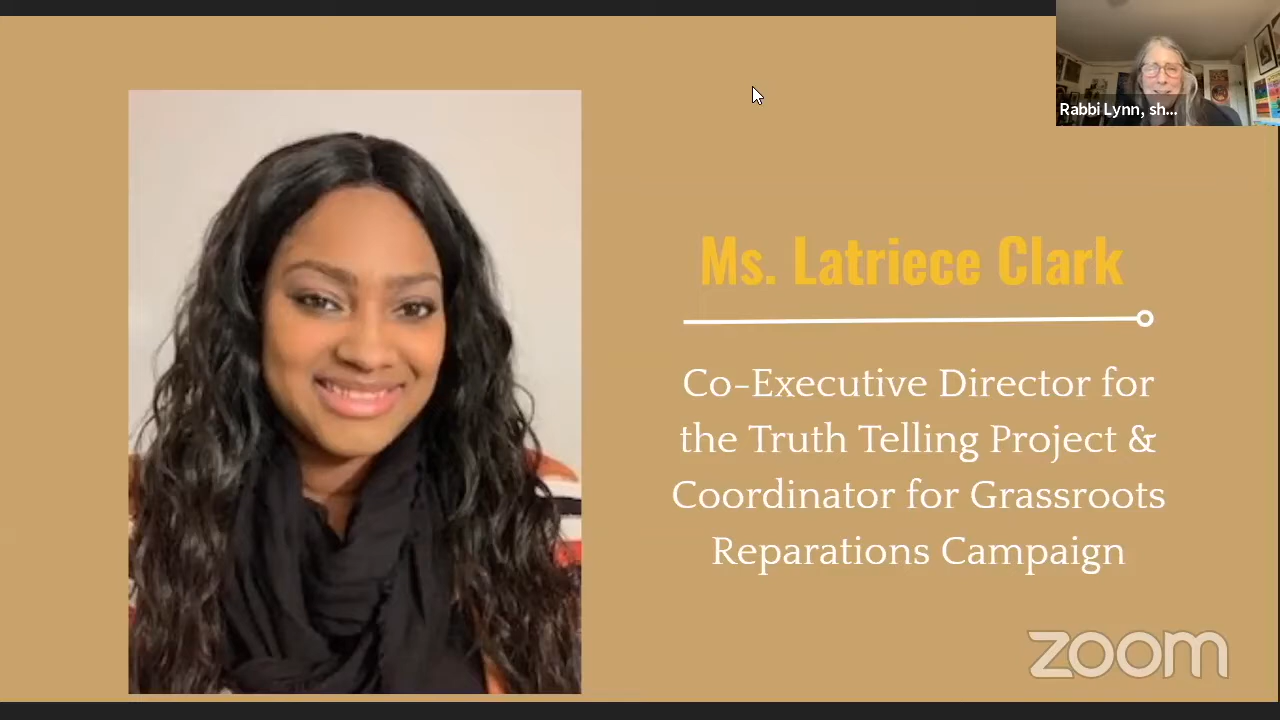 Rabbi Lynn, sh...
Ms. Latriece Clark
Co-Executive Director for
the Truth Telling Project &
Coordinator for Grassroots
Reparations Campaign
zoom